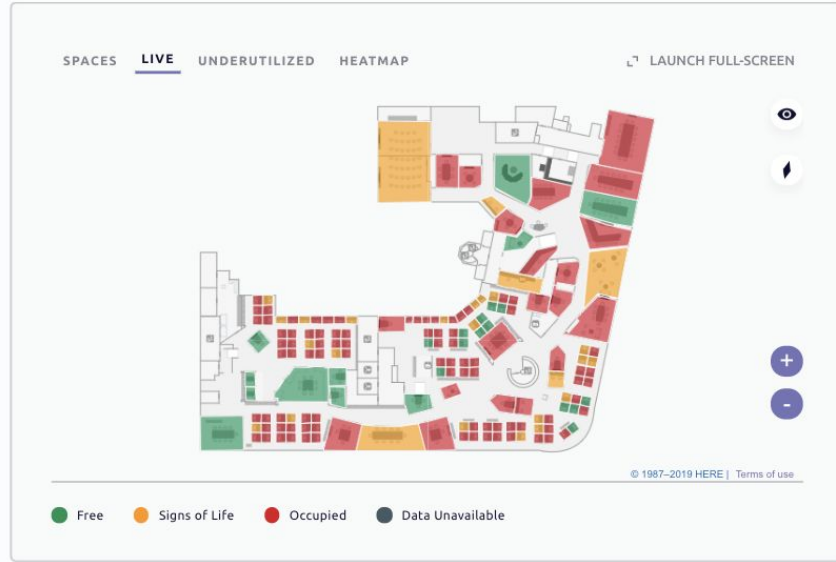 SPACES LIVE UNDERUTILIZED HEATMAP LAUNCH FULL-SCREEN
+
-
© 1987–2019 HERE | Terms of use
Free Signs of Life Occupied Data Unavailable